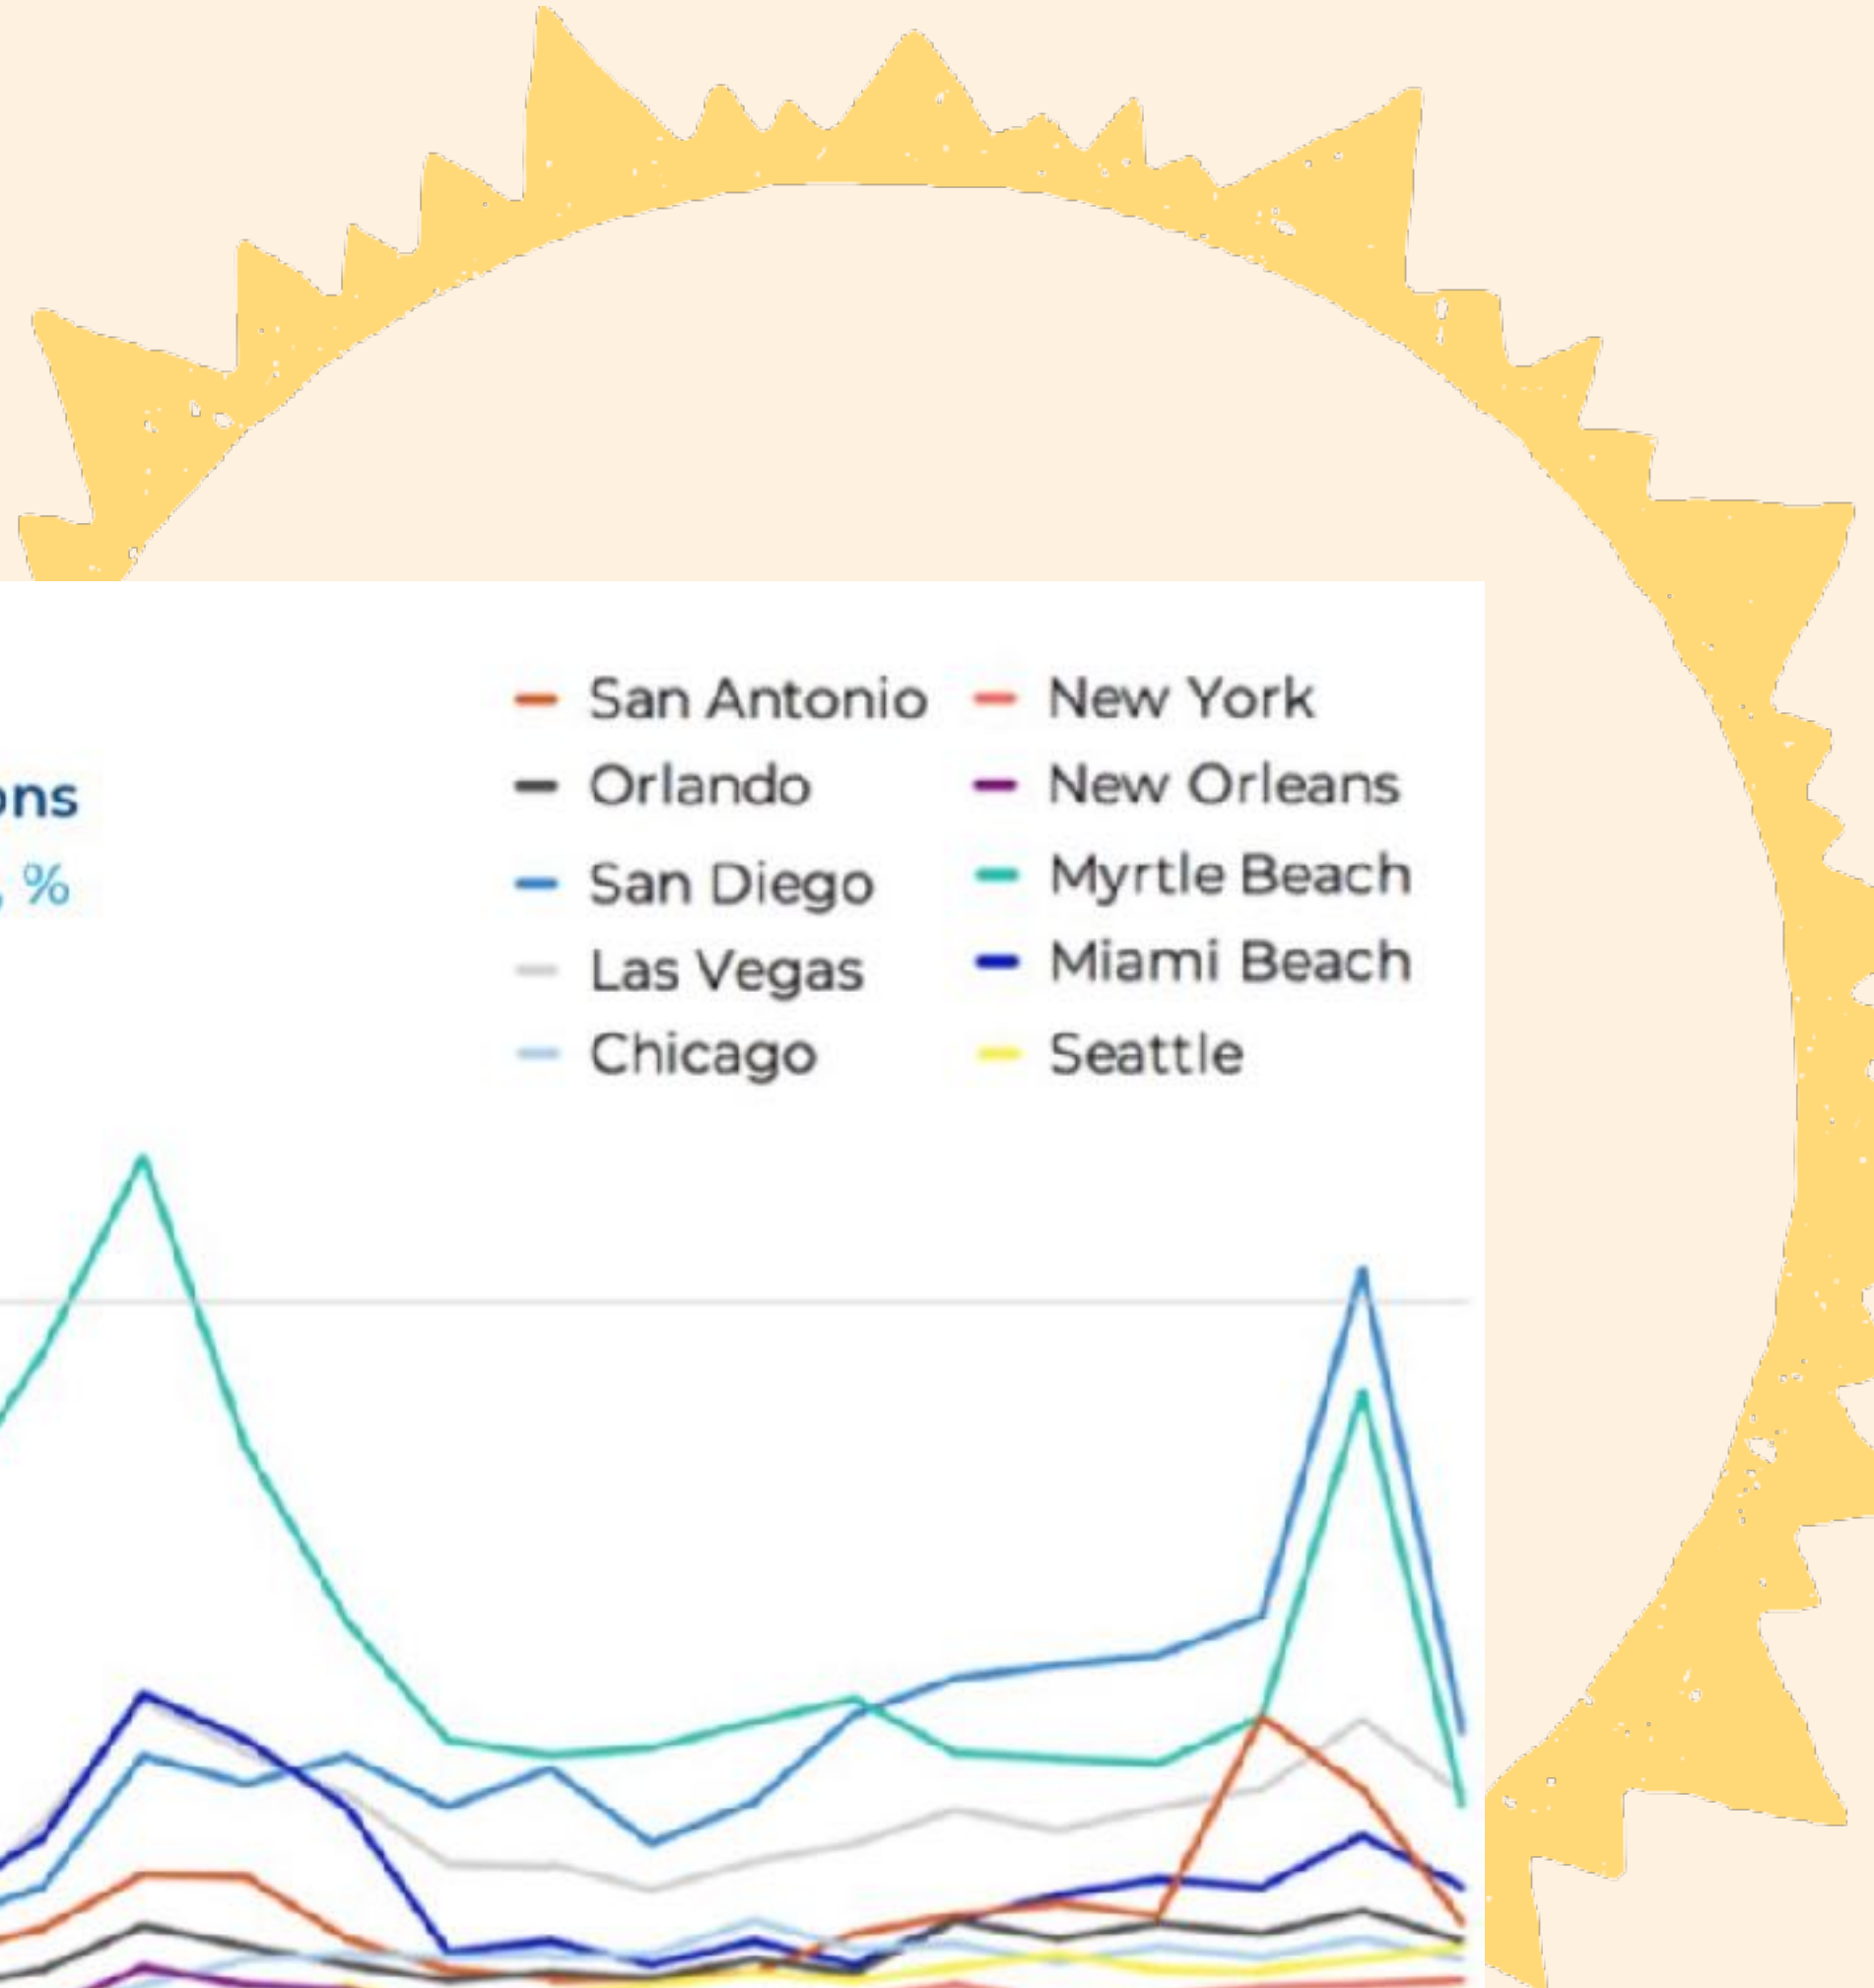 San Antonio
New York
ons
Orlando
New Orleans
, %
San Diego
Myrtle Beach
Las Vegas
Miami Beach
Chicago
Seattle